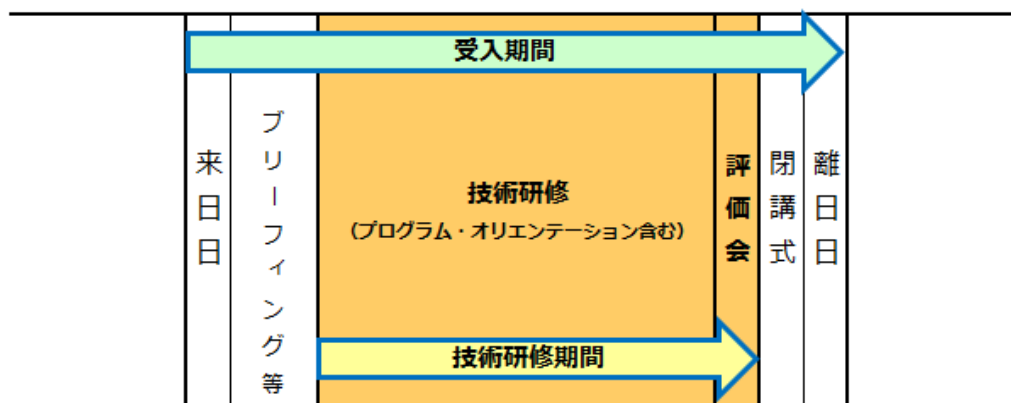 受入期間
来日日
ブリーフィング等
技術研修
（プログラム・オリエンテーション含む）
評価会
閉講式
離日日
技術研修期間